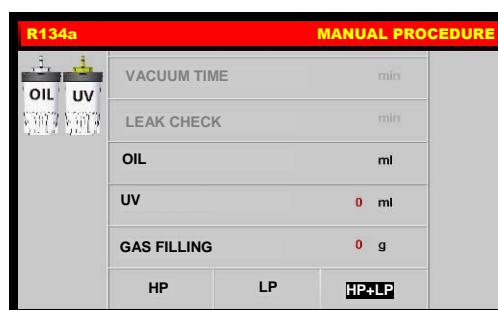 R134a MANUAL PROCEDURE
OIL UV
VACUUM TIME min
LEAK CHECK min
OIL ml
UV 0 ml
GAS FILLING 0 g
HP LP HP+LP